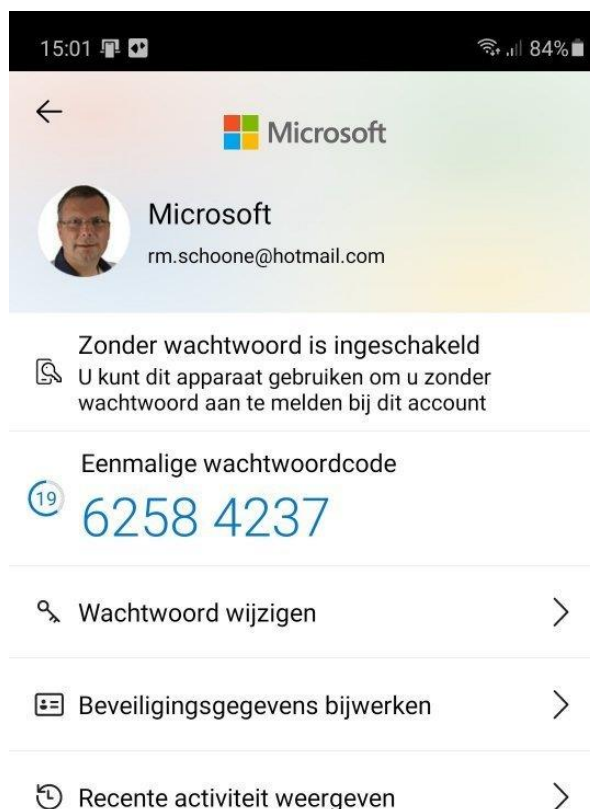 15:01 84%
Microsoft
Microsoft
rm.schoone@hotmail.com
Zonder wachtwoord is ingeschakeld
U kunt dit apparaat gebruiken om u zonder
wachtwoord aan te melden bij dit account
Eenmalige wachtwoordcode
19
6258 4237
Wachtwoord wijzigen
Beveiligingsgegevens bijwerken
Recente activiteit weergeven